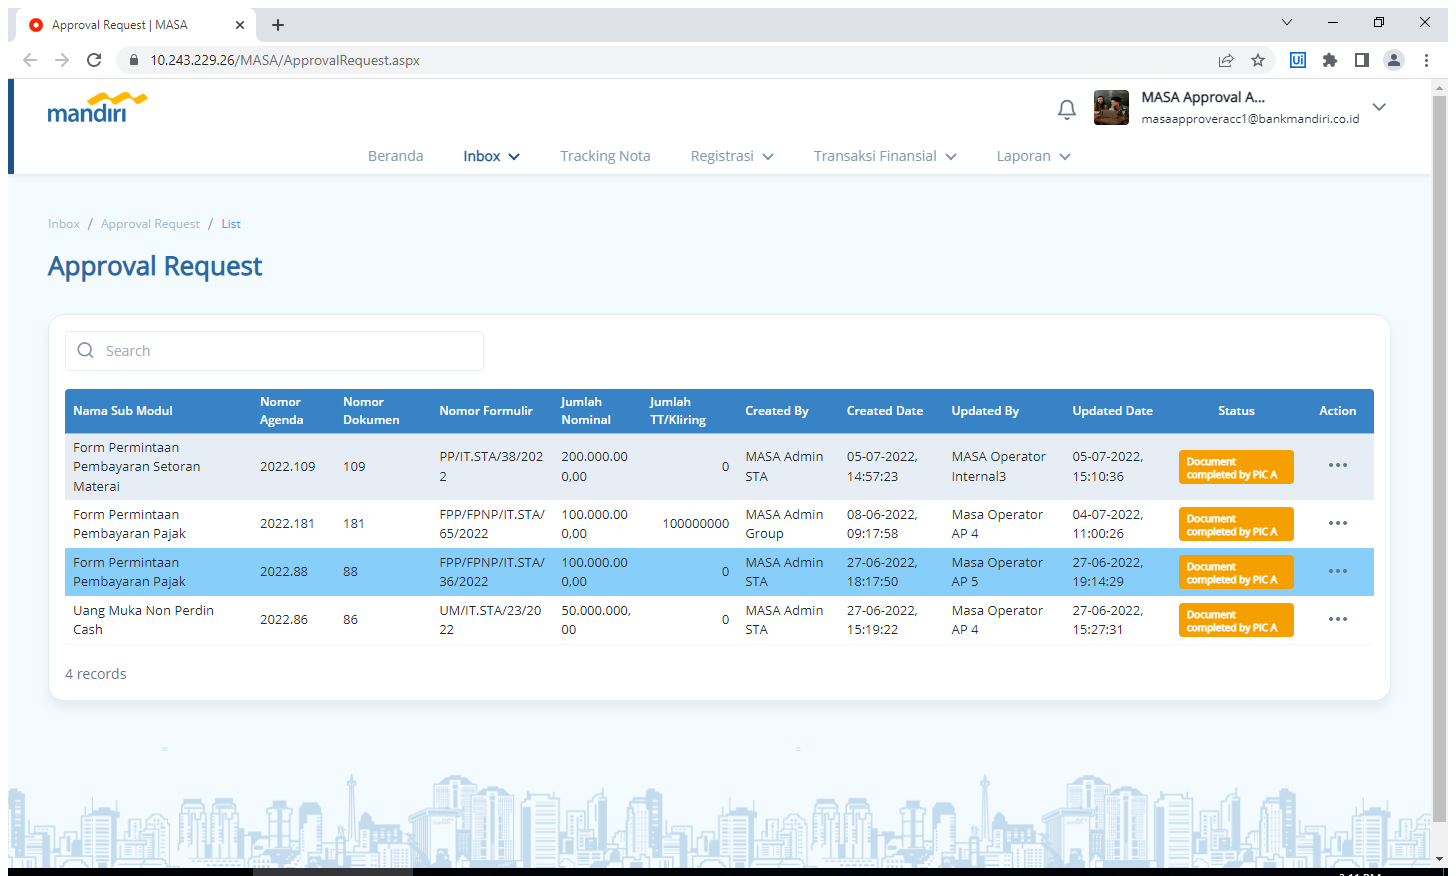 Approval Request | MASA
10.243.229.26/MASA/ApprovalRequest.aspx
Ui
mandiri
MASA Approval A...
masaapproveracc1@bankmandiri.co.id
Beranda Inbox Tracking Nota Registrasi Transaksi Finansial Laporan
Inbox / Approval Request / List
Approval Request
Search
Nama Sub Modul Nomor Agenda Nomor Dokumen Nomor Formulir Jumlah Nominal Jumlah TT/Kliring Created By Created Date Updated By Updated Date Status Action
Form Permintaan Pembayaran Setoran Materai 2022.109 109 PP/IT.STA/38/2022 200.000.000,00 0 MASA Admin STA 05-07-2022, 14:57:23 MASA Operator Internal3 05-07-2022, 15:10:36 Document completed by PIC A
Form Permintaan Pembayaran Pajak 2022.181 181 FPP/FPNP/IT.STA/65/2022 100.000.000,00 100000000 MASA Admin Group 08-06-2022, 09:17:58 Masa Operator AP 4 04-07-2022, 11:00:26 Document completed by PIC A
Form Permintaan Pembayaran Pajak 2022.88 88 FPP/FPNP/IT.STA/36/2022 100.000.000,00 0 MASA Admin STA 27-06-2022, 18:17:50 Masa Operator AP 5 27-06-2022, 19:14:29 Document completed by PIC A
Uang Muka Non Perdin Cash 2022.86 86 UM/IT.STA/23/2022 50.000.000,00 0 MASA Admin STA 27-06-2022, 15:19:22 Masa Operator AP 4 27-06-2022, 15:27:31 Document completed by PIC A
4 records